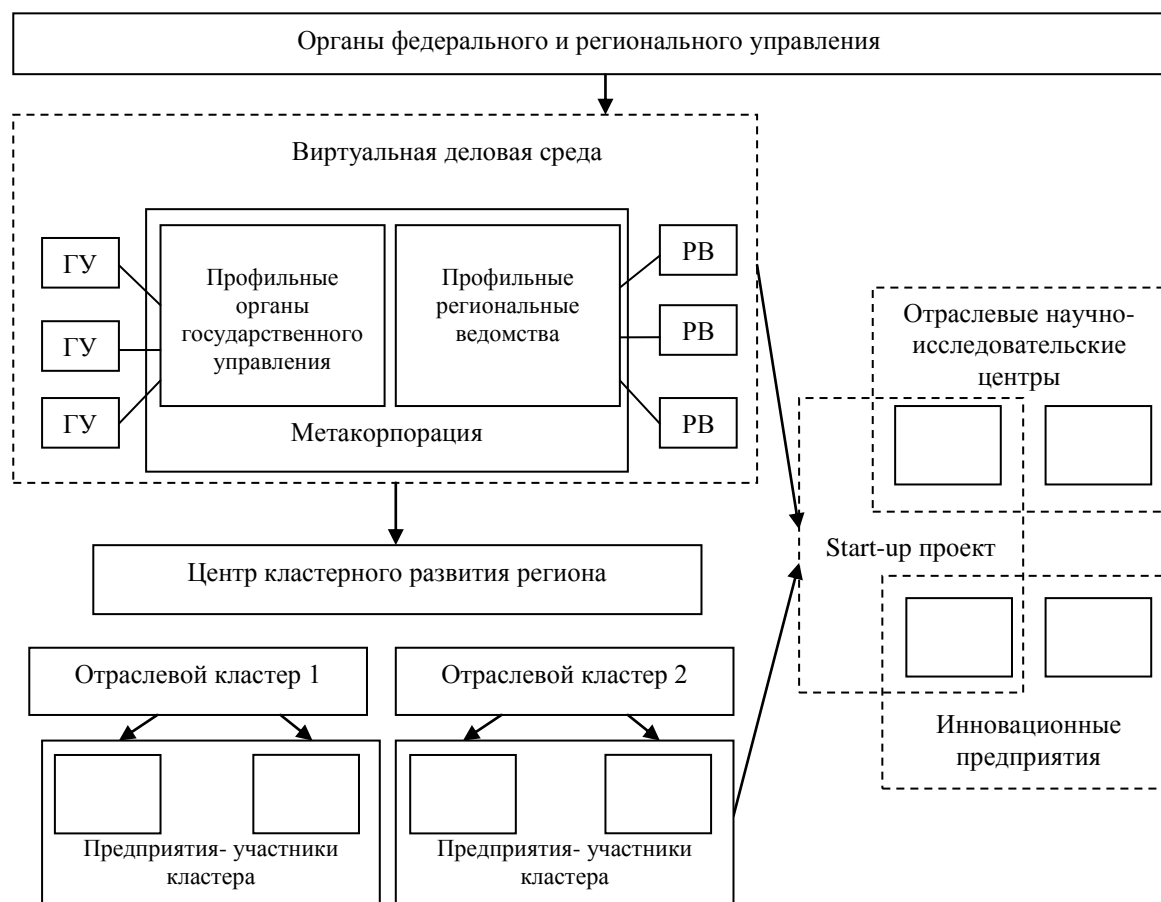 Органы федерального и регионального управления
Виртуальная деловая среда
ГУ
ГУ
ГУ
Профильные
органы
государственного
управления
Профильные
региональные
ведомства
Метакорпорация
РВ
РВ
РВ
Отраслевые научно-
исследовательские
центры
Start-up проект
Инновационные
предприятия
Центр кластерного развития региона
Отраслевой кластер 1
Отраслевой кластер 2
Предприятия- участники
кластера
Предприятия- участники
кластера